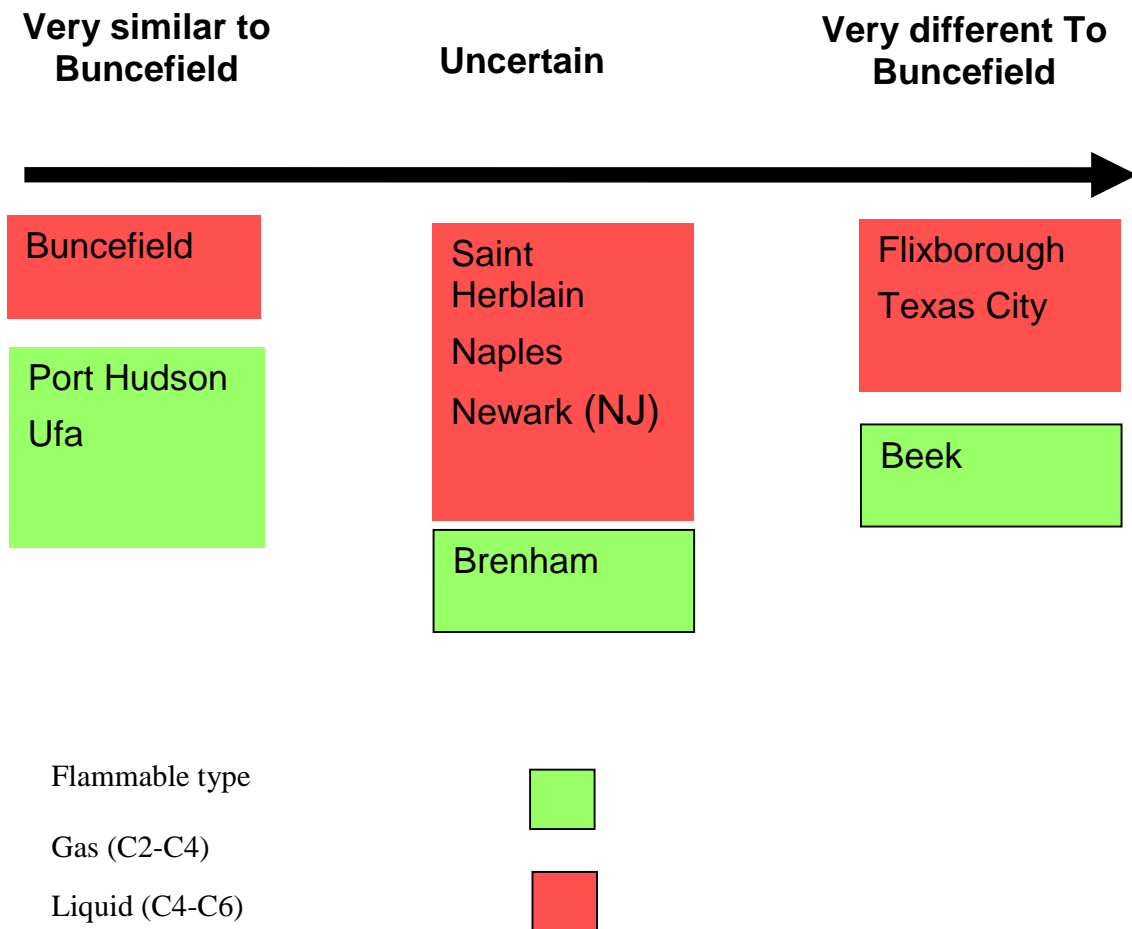 Very similar to
Buncefield
Uncertain
Very different To
Buncefield
Buncefield
Port Hudson
Ufa
Saint
Herblain
Naples
Newark (NJ)
Brenham
Flixborough
Texas City
Beek
Flammable type
Gas (C2-C4)
Liquid (C4-C6)